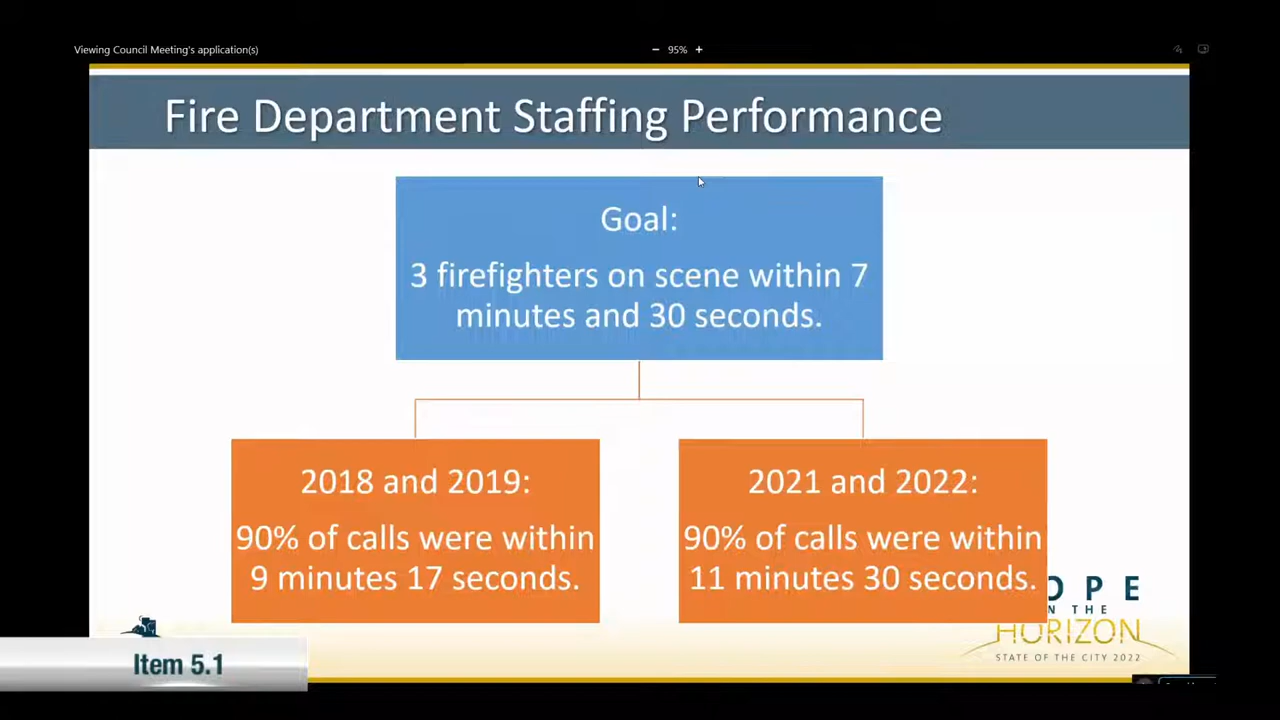 Viewing Council Meeting's application(s)
− 95% +
Fire Department Staffing Performance
Goal:
3 firefighters on scene within 7
minutes and 30 seconds.
2018 and 2019:
90% of calls were within
9 minutes 17 seconds.
2021 and 2022:
90% of calls were within
11 minutes 30 seconds.
OPE
N THE
HORIZON
STATE OF THE CITY 2022
Item 5.1